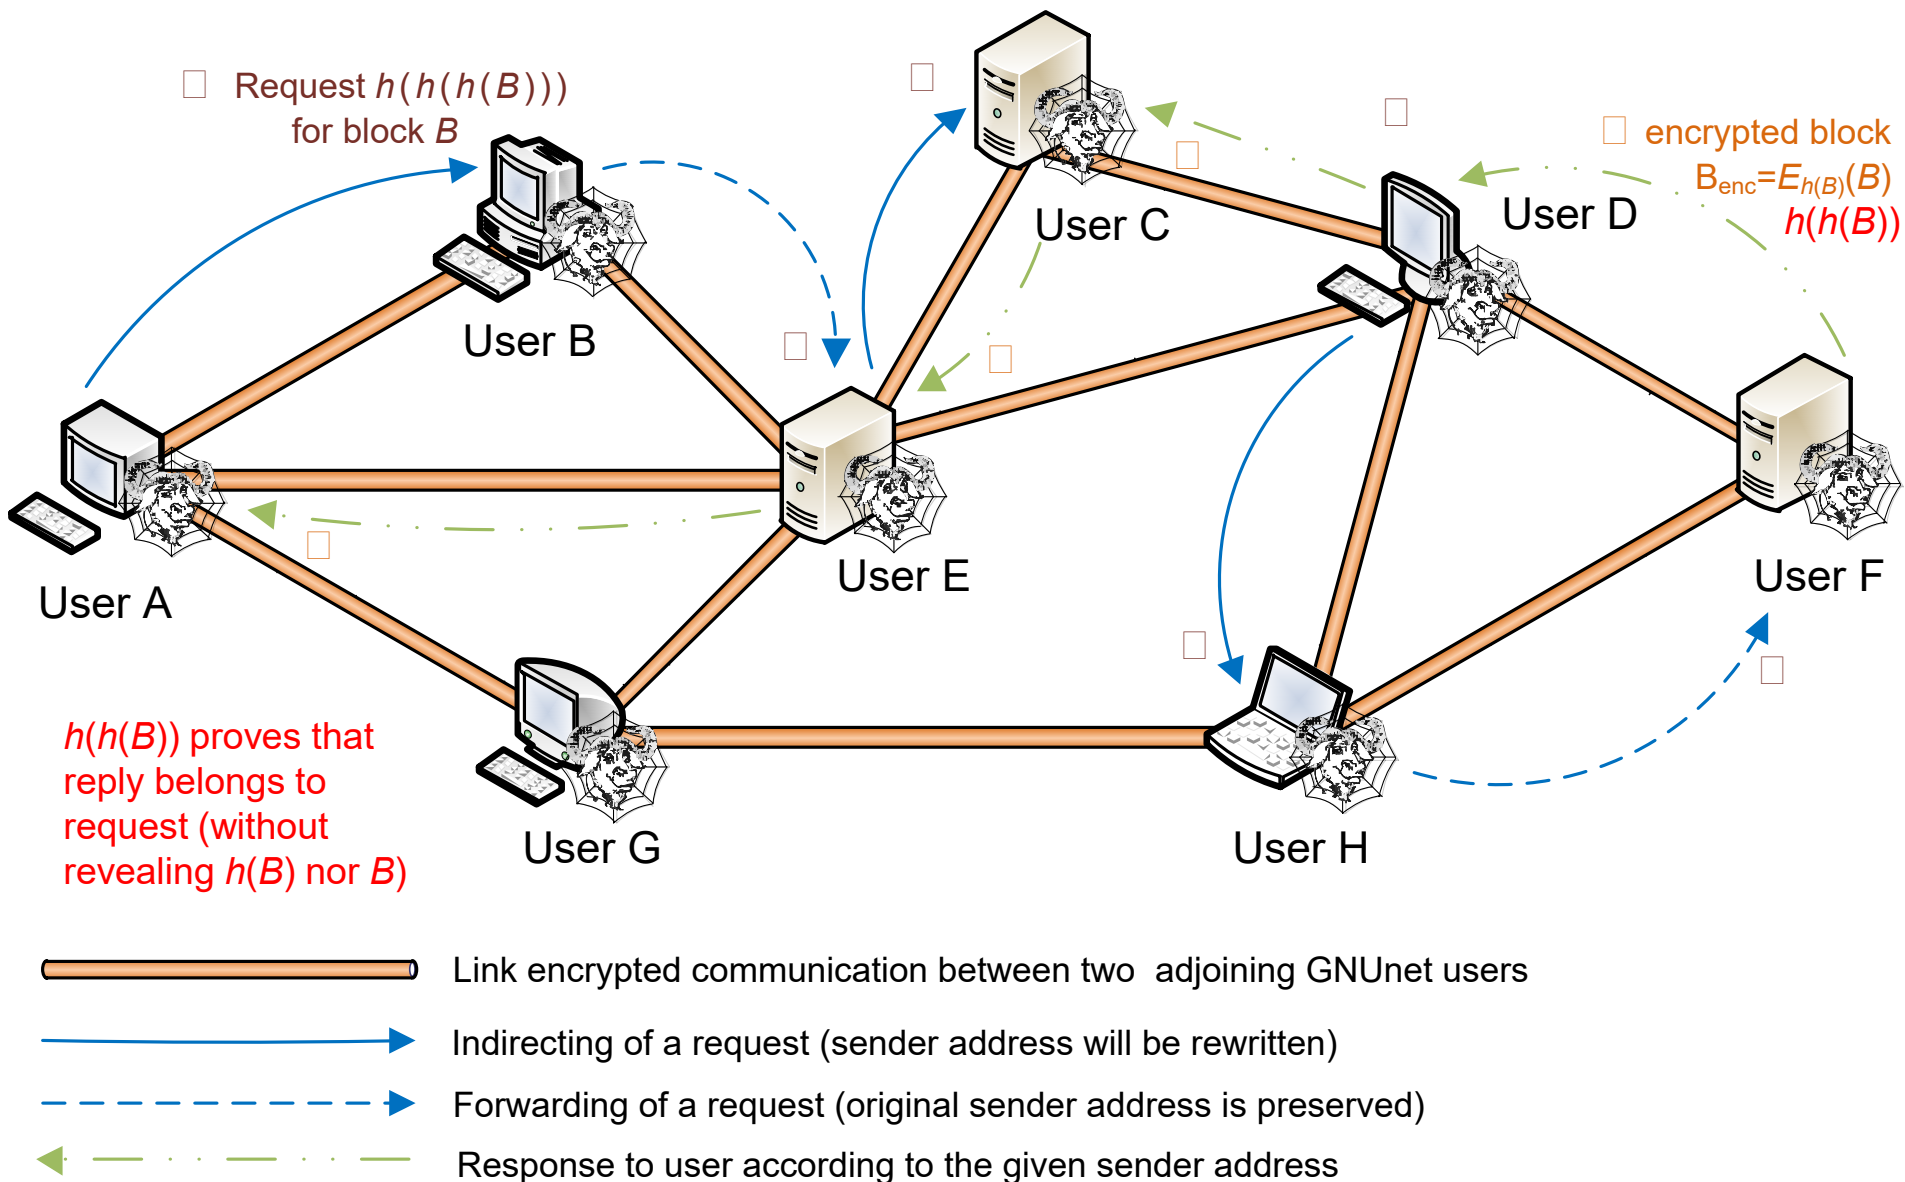 Request h(h(h(B)))
for block B
encrypted block
B_enc=E_h(B)(B)
h(h(B))
User C
User D
User B
User E
User F
User A
h(h(B)) proves that
reply belongs to
request (without
revealing h(B) nor B)
User G
User H
Link encrypted communication between two adjoining GNUnet users
Indirecting of a request (sender address will be rewritten)
Forwarding of a request (original sender address is preserved)
Response to user according to the given sender address